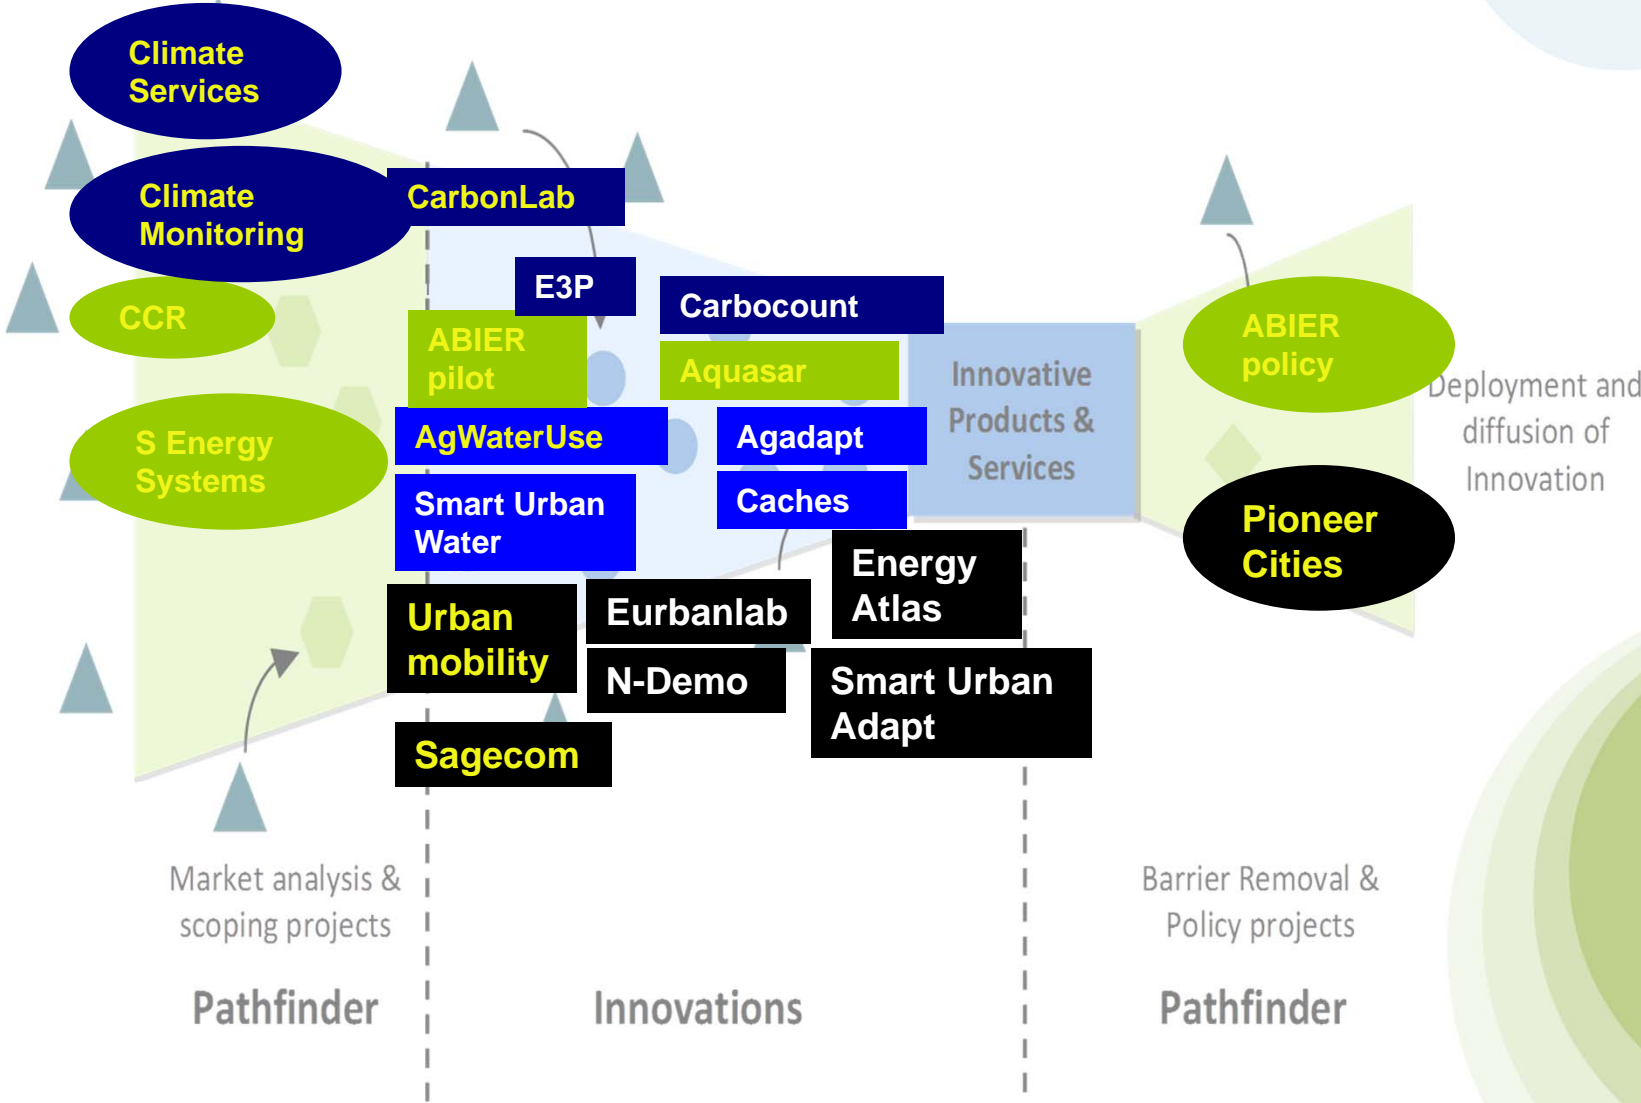 Climate
Services
Climate
Monitoring
CarbonLab
E3P
Carbocount
CCR
ABIER
pilot
Aquasar
Innovative
Products &
Services
ABIER
policy
Deployment and
diffusion of
Innovation
S Energy
Systems
AgWaterUse
Agadapt
Smart Urban
Water
Caches
Pioneer
Cities
Energy
Atlas
Urban
mobility
Eurbanlab
N-Demo
Smart Urban
Adapt
Sagecom
Market analysis &
scoping projects
Barrier Removal &
Policy projects
Pathfinder
Innovations
Pathfinder